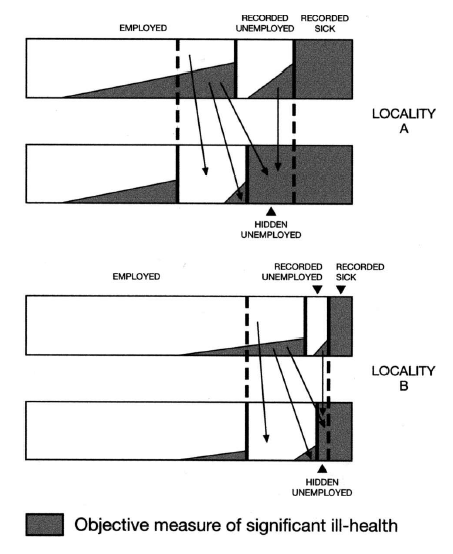 EMPLOYED
RECORDED
UNEMPLOYED
RECORDED
SICK
LOCALITY
A
HIDDEN
UNEMPLOYED
EMPLOYED
RECORDED
UNEMPLOYED
RECORDED
SICK
LOCALITY
B
HIDDEN
UNEMPLOYED
Objective measure of significant ill-health